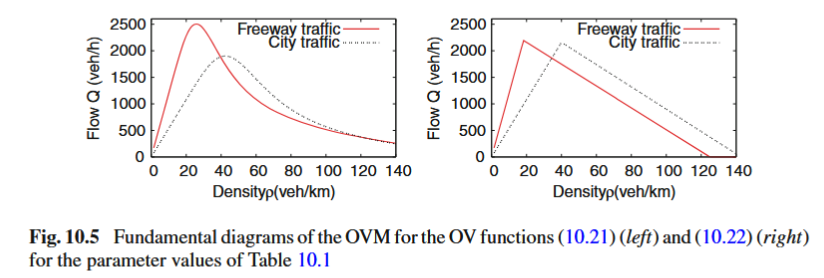 2500
2000
1500
1000
500
0
Flow Q (veh/h)
Freeway traffic
City traffic
0 20 40 60 80 100 120 140
Densityρ(veh/km)
2500
2000
1500
1000
500
0
Flow Q (veh/h)
Freeway traffic
City traffic
0 20 40 60 80 100 120 140
Densityρ(veh/km)
Fig. 10.5 Fundamental diagrams of the OVM for the OV functions (10.21) (left) and (10.22) (right)
for the parameter values of Table 10.1